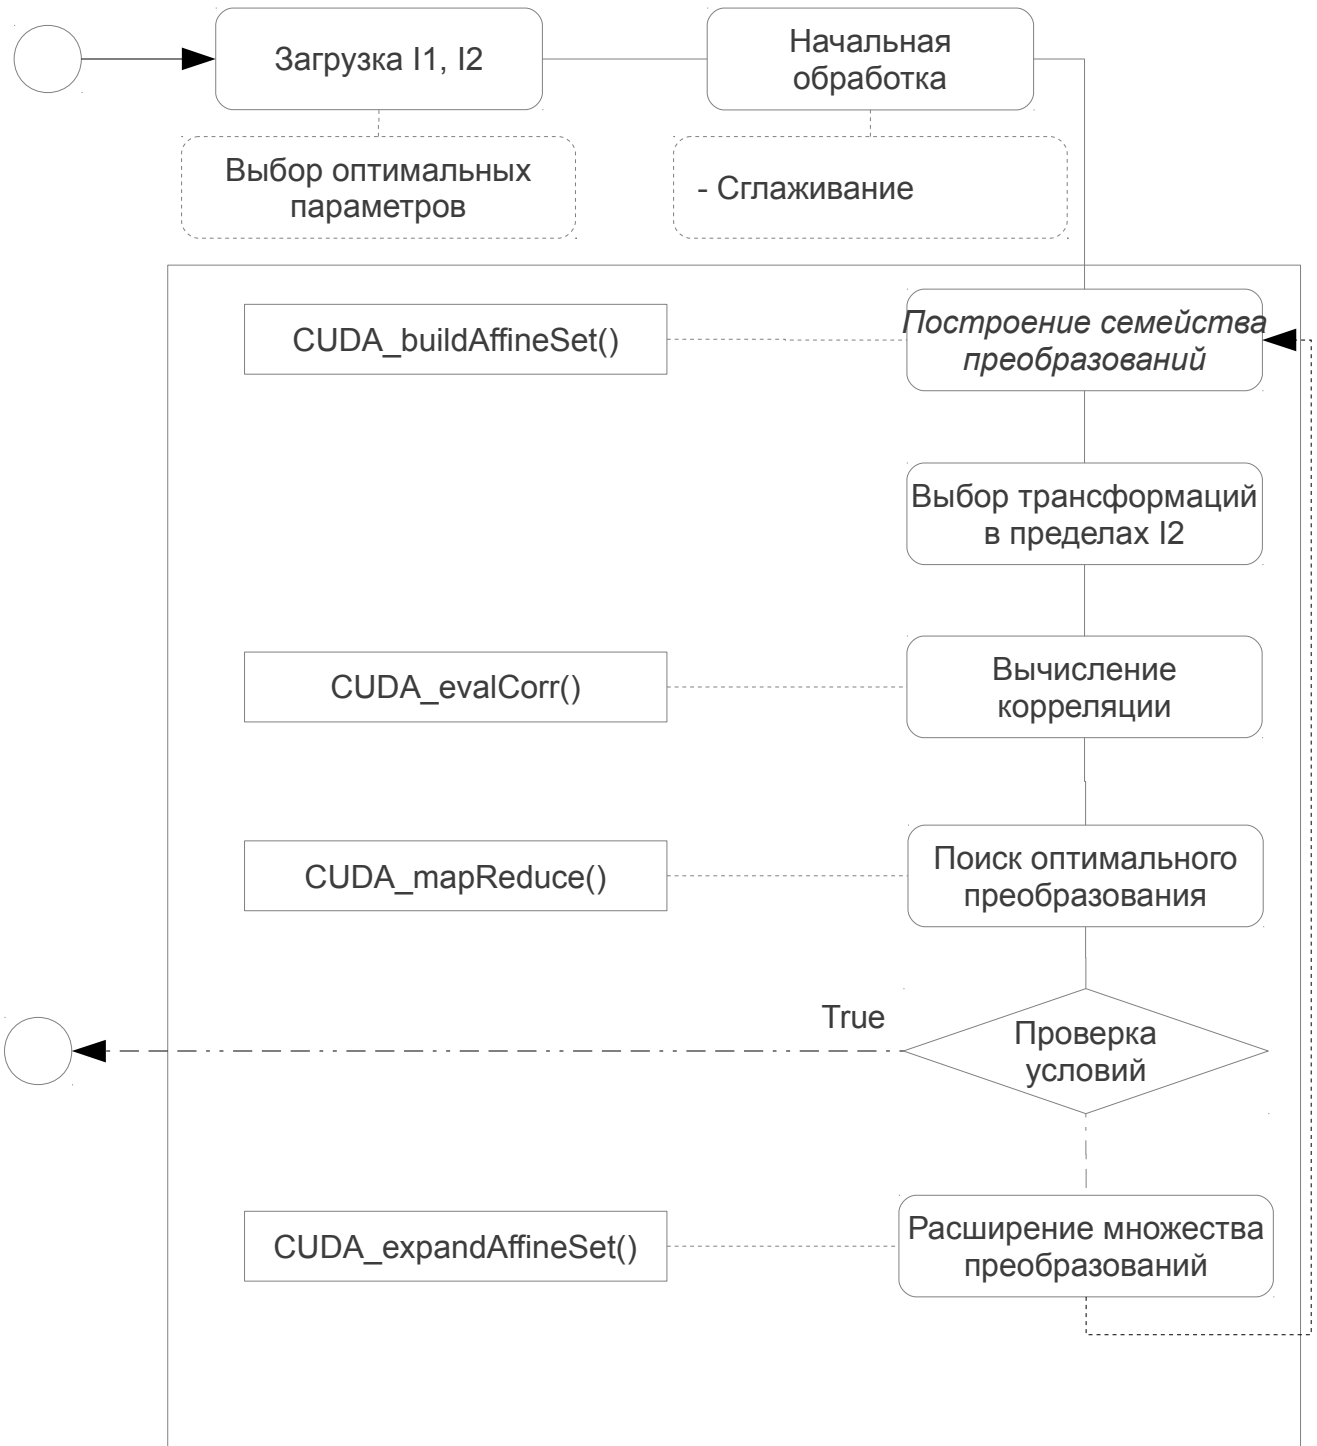 Загрузка I1, I2
Начальная
обработка
Выбор оптимальных
параметров
- Сглаживание
CUDA_buildAffineSet()
Построение семейства
преобразований
Выбор трансформаций
в пределах I2
CUDA_evalCorr()
Вычисление
корреляции
CUDA_mapReduce()
Поиск оптимального
преобразования
True
Проверка
условий
CUDA_expandAffineSet()
Расширение множества
преобразований